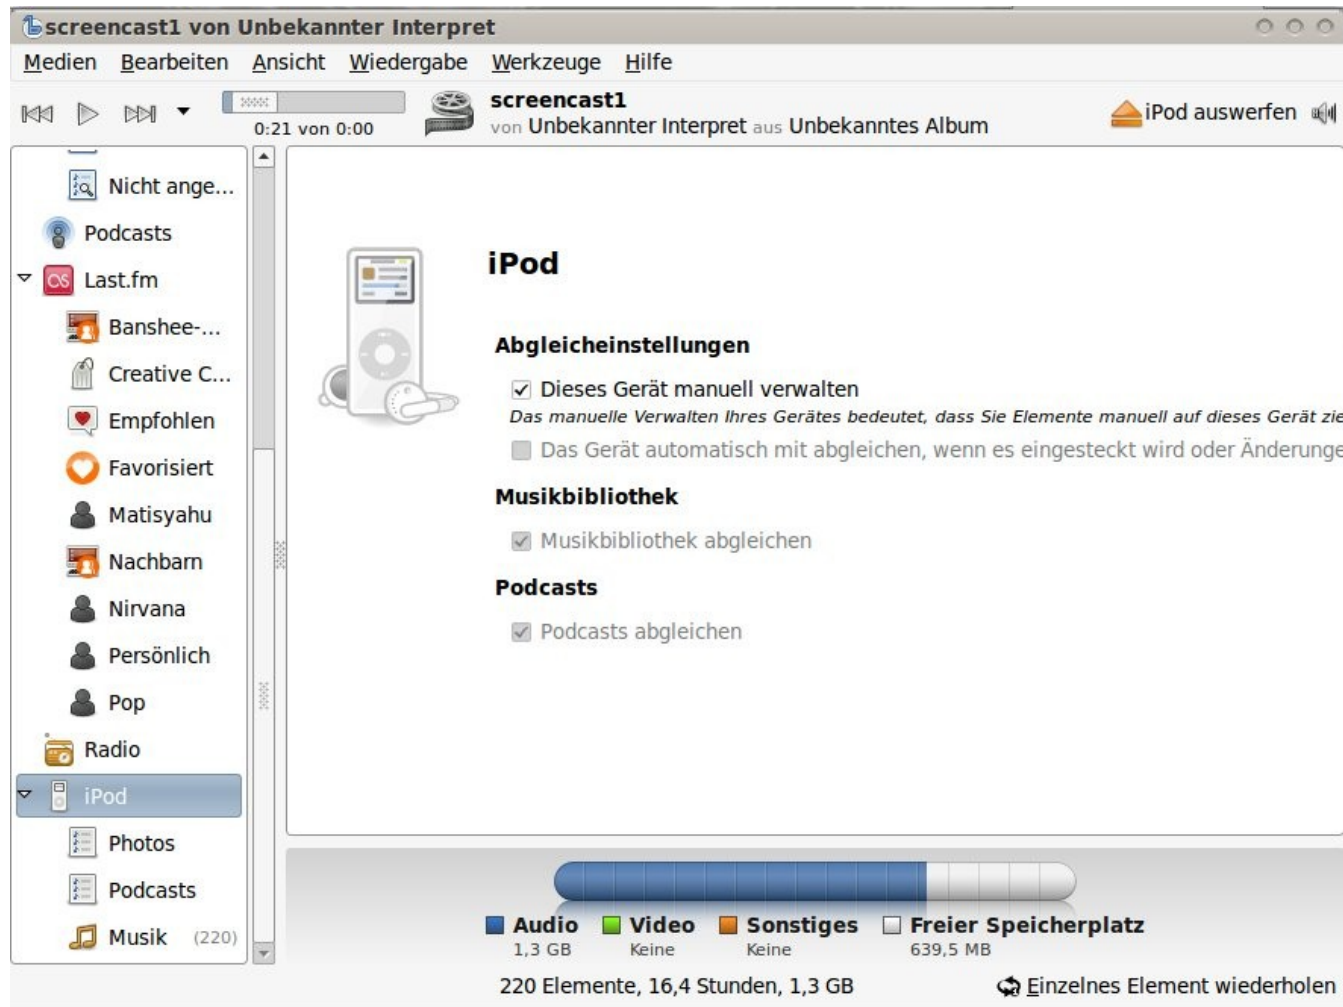 screencast1 von Unbekannter Interpret
Medien Bearbeiten Ansicht Wiedergabe Werkzeuge Hilfe
0:21 von 0:00
screencast1
von Unbekannter Interpret aus Unbekanntes Album
iPod auswerfen
Nicht ange...
Podcasts
Last.fm
Banshee-...
Creative C...
Empfohlen
Favorisiert
Matisyahu
Nachbarn
Nirvana
Persönlich
Pop
Radio
iPod
Photos
Podcasts
Musik (220)
iPod
Abgleicheinstellungen
Dieses Gerät manuell verwalten
Das manuelle Verwalten Ihres Gerätes bedeutet, dass Sie Elemente manuell auf dieses Gerät zie
Das Gerät automatisch mit abgleichen, wenn es eingesteckt wird oder Änderunge
Musikbibliothek
Musikbibliothek abgleichen
Podcasts
Podcasts abgleichen
Audio Video Sonstiges Freier Speicherplatz
1,3 GB Keine Keine 639,5 MB
220 Elemente, 16,4 Stunden, 1,3 GB
Einzelnes Element wiederholen